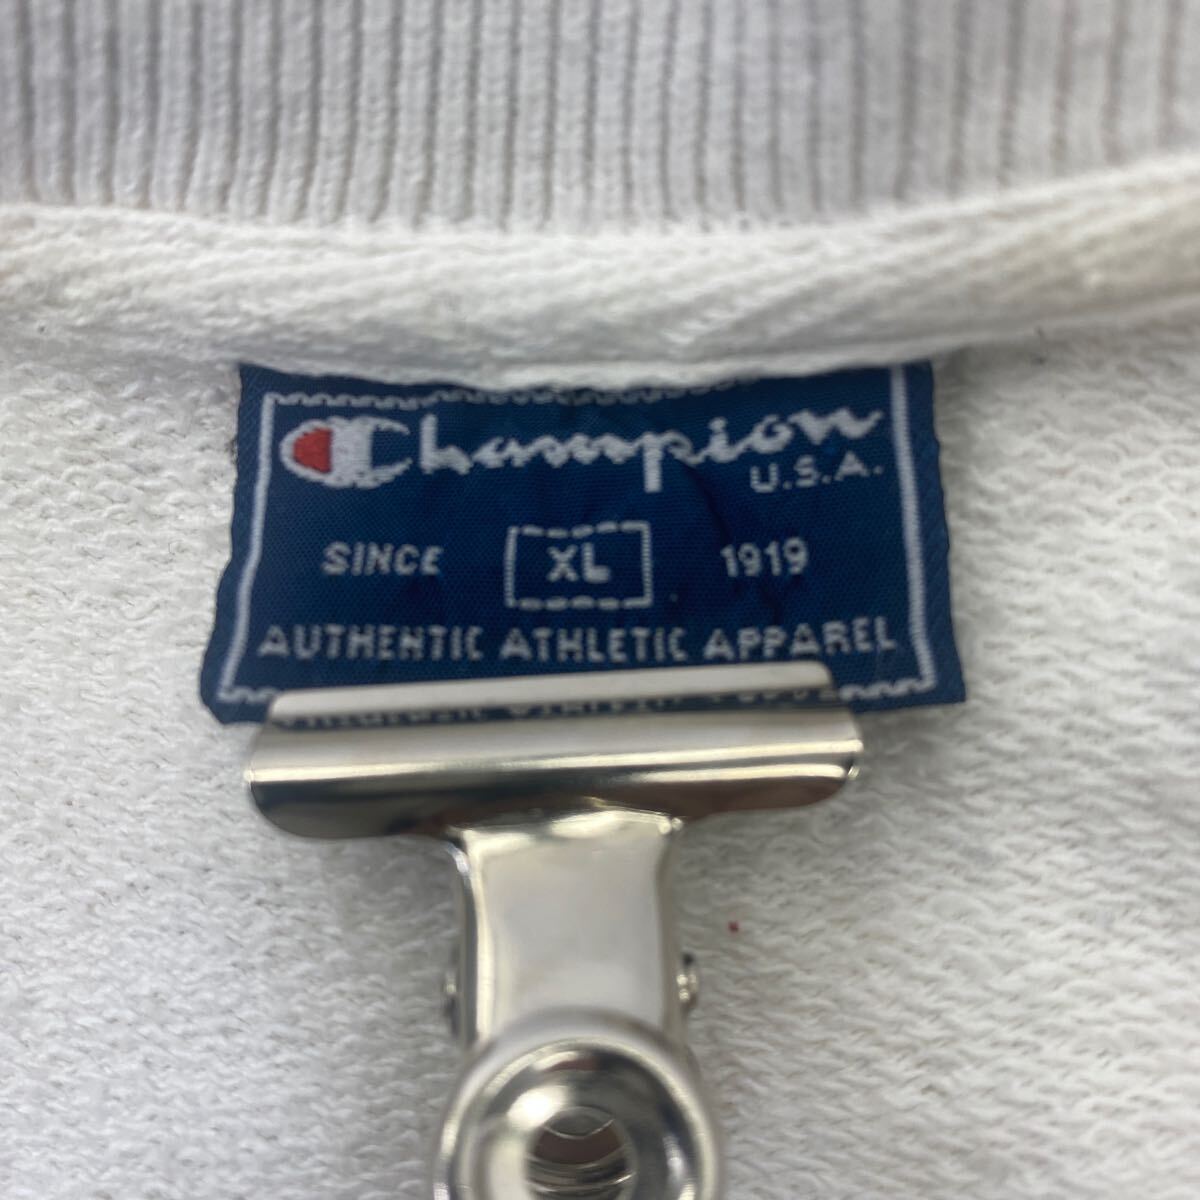 Champion
U.S.A.
SINCE XL 1919
AUTHENTIC ATHLETIC APPAREL